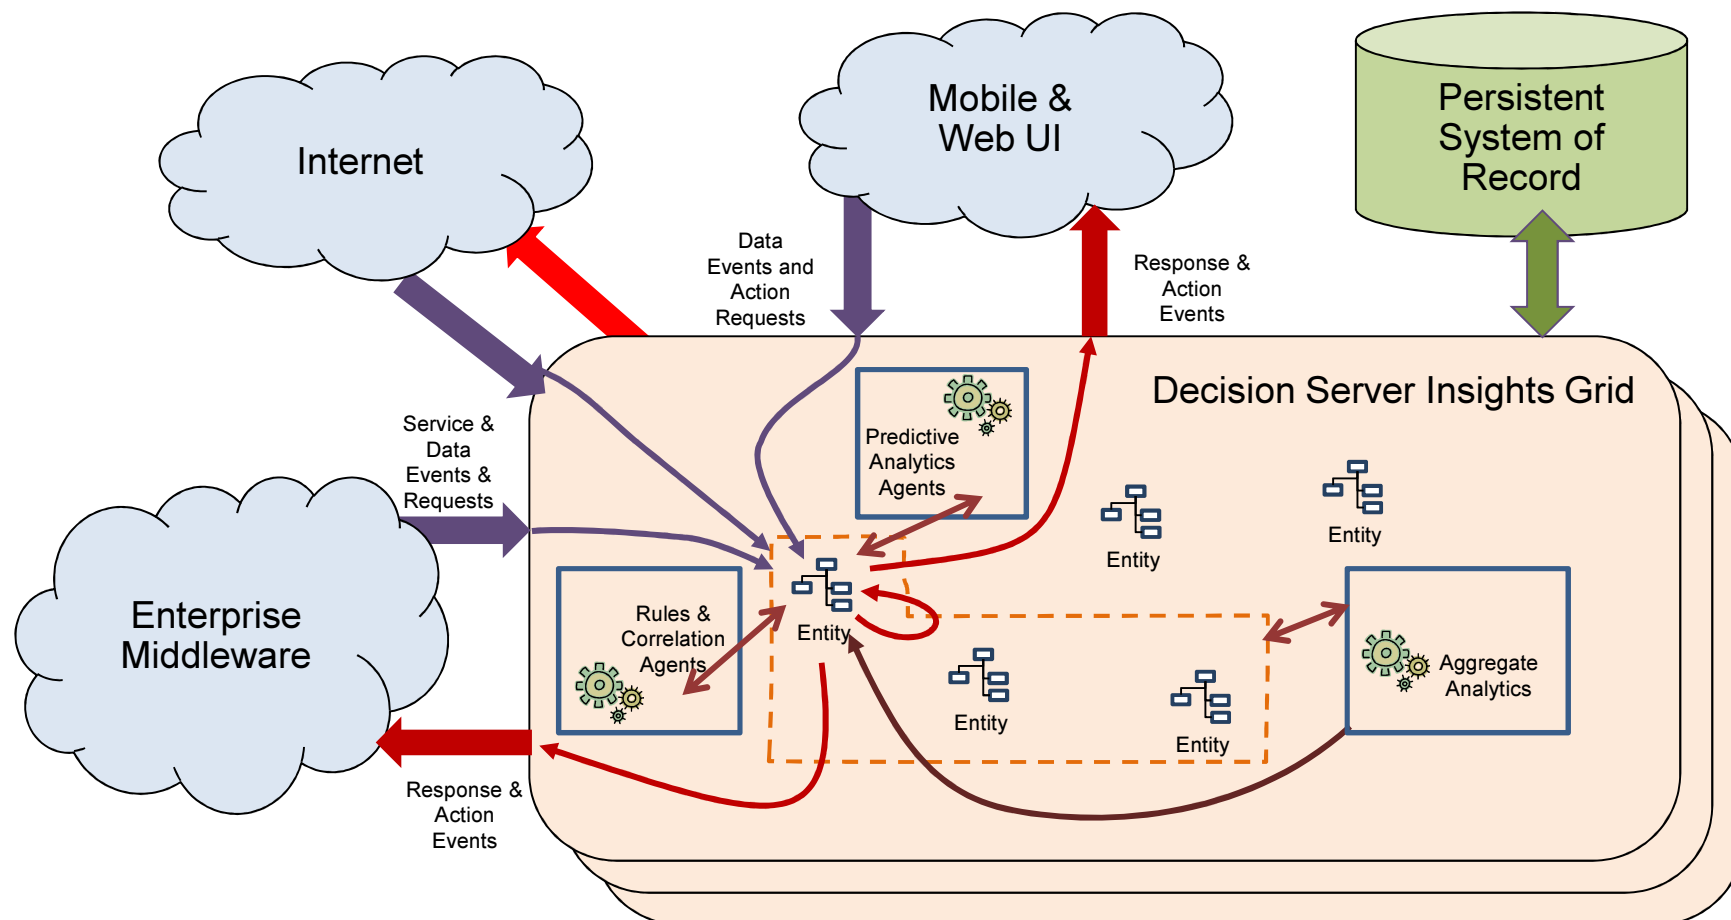 Internet
Mobile &
Web UI
Persistent
System of
Record
Data
Events and
Action
Requests
Response &
Action
Events
Decision Server Insights Grid
Service &
Data
Events &
Requests
Predictive
Analytics
Agents
Entity
Entity
Enterprise
Middleware
Rules &
Correlation
Agents
Entity
Entity
Entity
Aggregate
Analytics
Response &
Action
Events